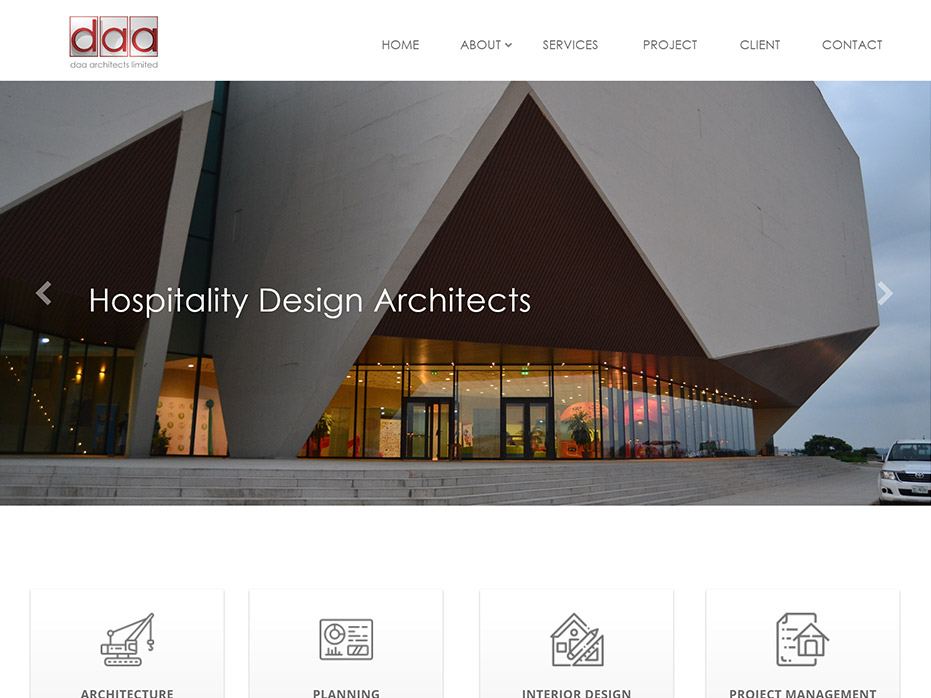 daa
daa architects limited
HOME ABOUT SERVICES PROJECT CLIENT CONTACT
Hospitality Design Architects
ARCHITECTURE PLANNING INTERIOR DESIGN PROJECT MANAGEMENT